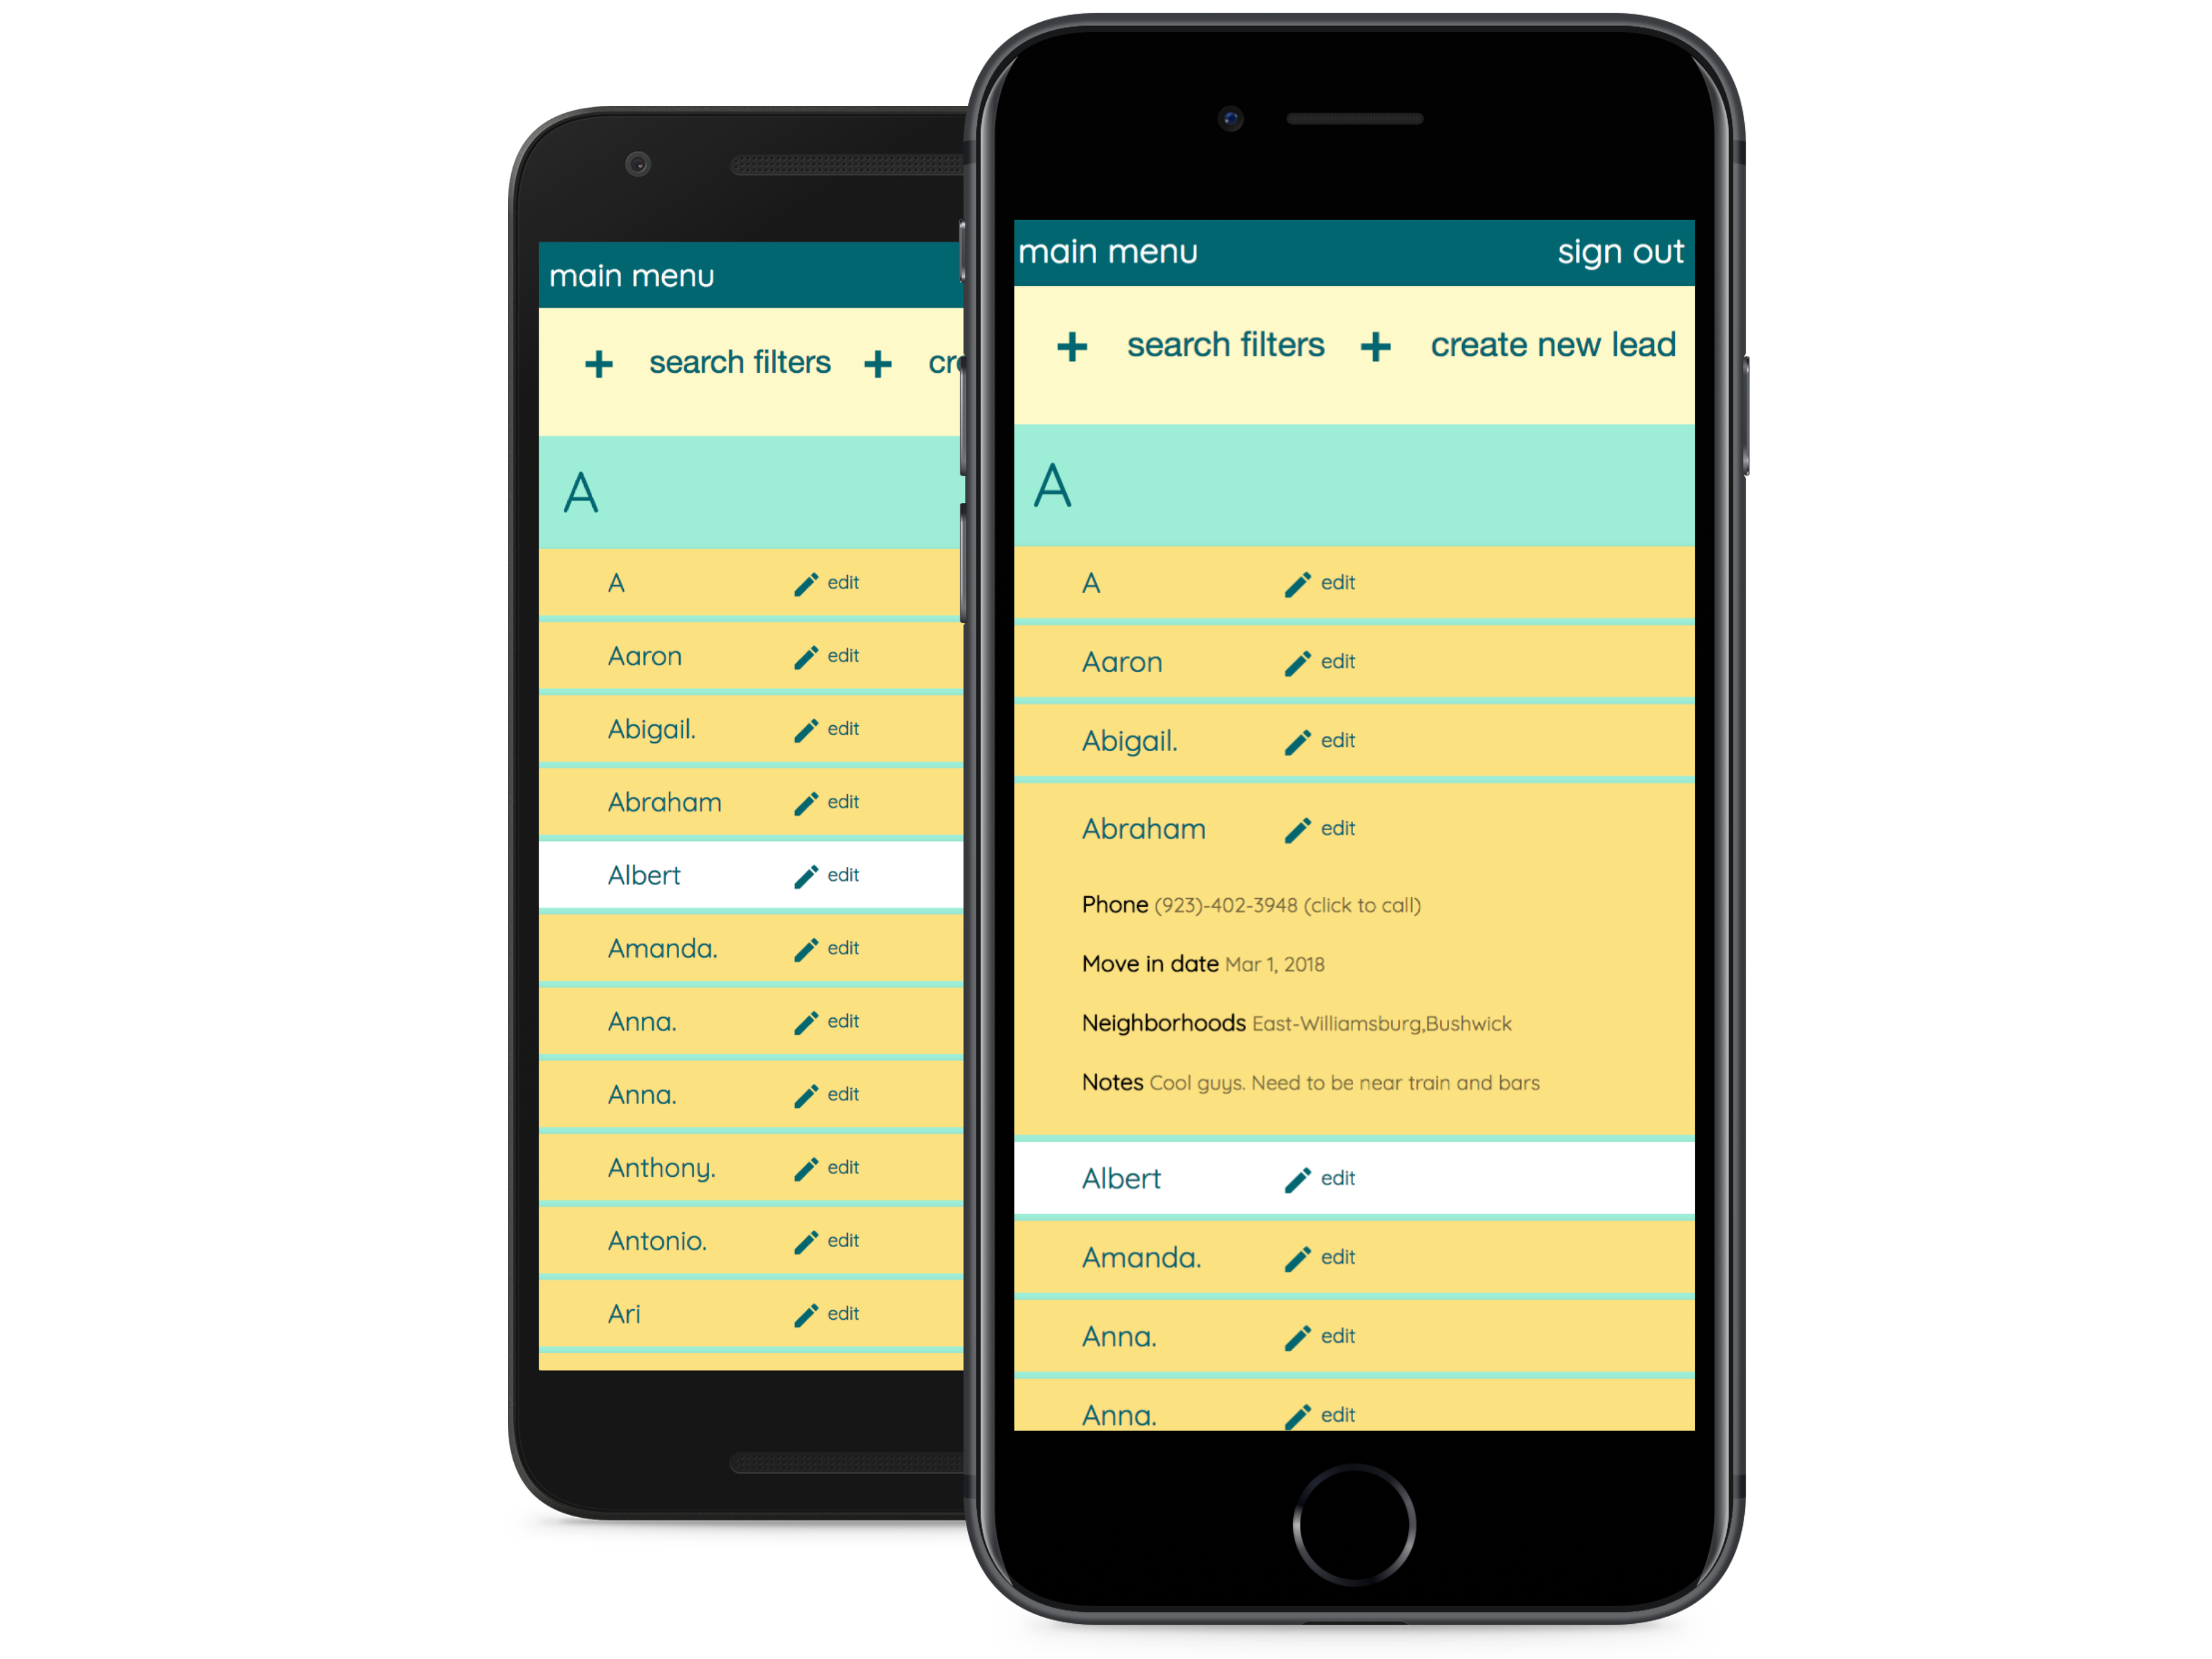 main menu
+ search filters + cr
A
A edit
Aaron edit
Abigail. edit
Abraham edit
Albert edit
Amanda. edit
Anna. edit
Anna. edit
Anthony. edit
Antonio. edit
Ari edit
main menu sign out
+ search filters + create new lead
A
A edit
Aaron edit
Abigail. edit
Abraham edit
Phone (923)-402-3948 (click to call)
Move in date Mar 1, 2018
Neighborhoods East-Williamsburg,Bushwick
Notes Cool guys. Need to be near train and bars
Albert edit
Amanda. edit
Anna. edit
Anna. edit